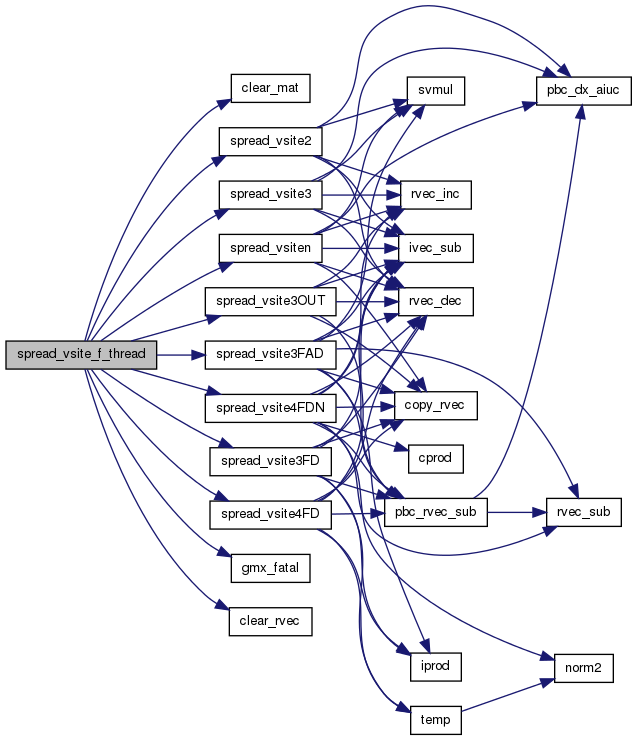 spread_vsite_f_thread
clear_mat
spread_vsite2
spread_vsite3
spread_vsiten
spread_vsite3OUT
spread_vsite3FAD
spread_vsite4FDN
spread_vsite3FD
spread_vsite4FD
gmx_fatal
clear_rvec
svmul
rvec_inc
ivec_sub
rvec_dec
copy_rvec
cprod
pbc_rvec_sub
iprod
temp
pbc_dx_aiuc
rvec_sub
norm2